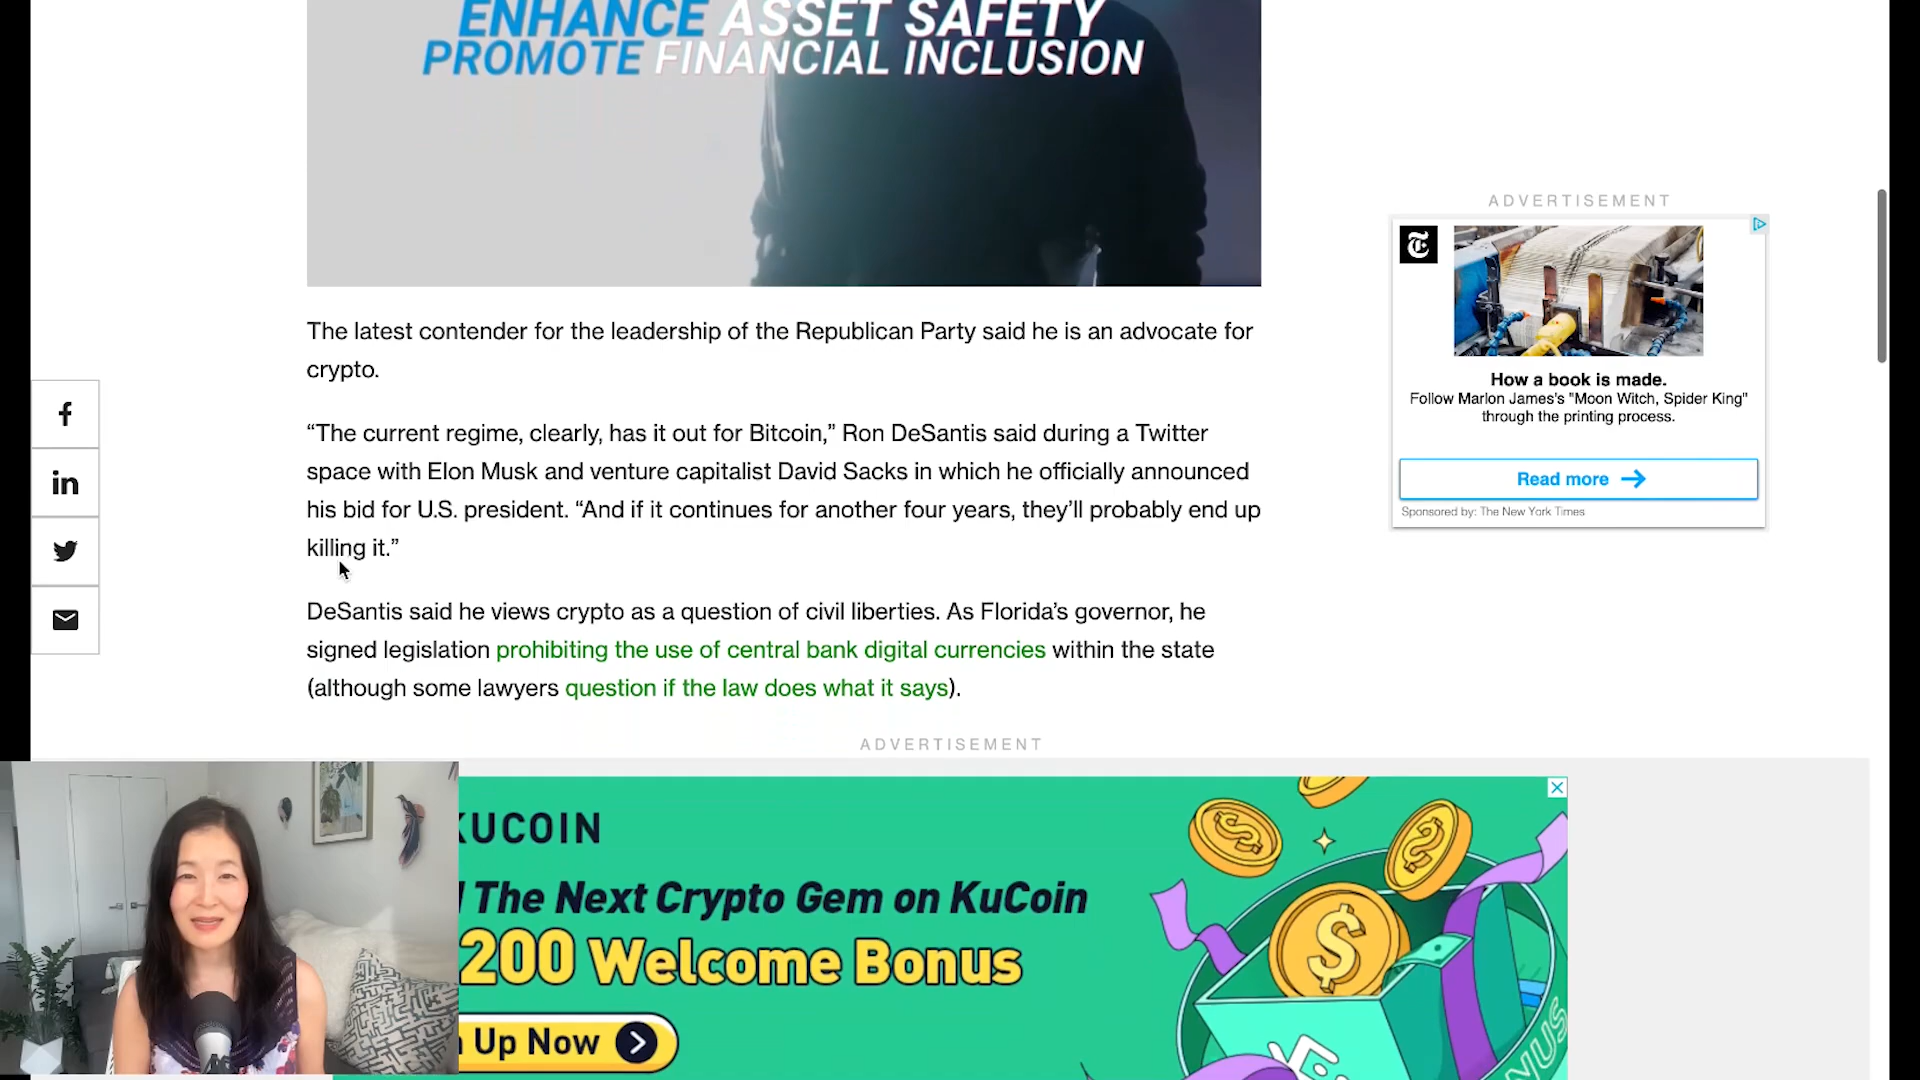 ENHANCE ASSET SAFETY
PROMOTE FINANCIAL INCLUSION
The latest contender for the leadership of the Republican Party said he is an advocate for
crypto.
“The current regime, clearly, has it out for Bitcoin,” Ron DeSantis said during a Twitter
space with Elon Musk and venture capitalist David Sacks in which he officially announced
his bid for U.S. president. “And if it continues for another four years, they’ll probably end up
killing it.”
DeSantis said he views crypto as a question of civil liberties. As Florida’s governor, he
signed legislation prohibiting the use of central bank digital currencies within the state
(although some lawyers question if the law does what it says).
ADVERTISEMENT
How a book is made.
Follow Marlon James's "Moon Witch, Spider King"
through the printing process.
Read more
Sponsored by: The New York Times
ADVERTISEMENT
KUCOIN
The Next Crypto Gem on KuCoin
200 Welcome Bonus
Up Now